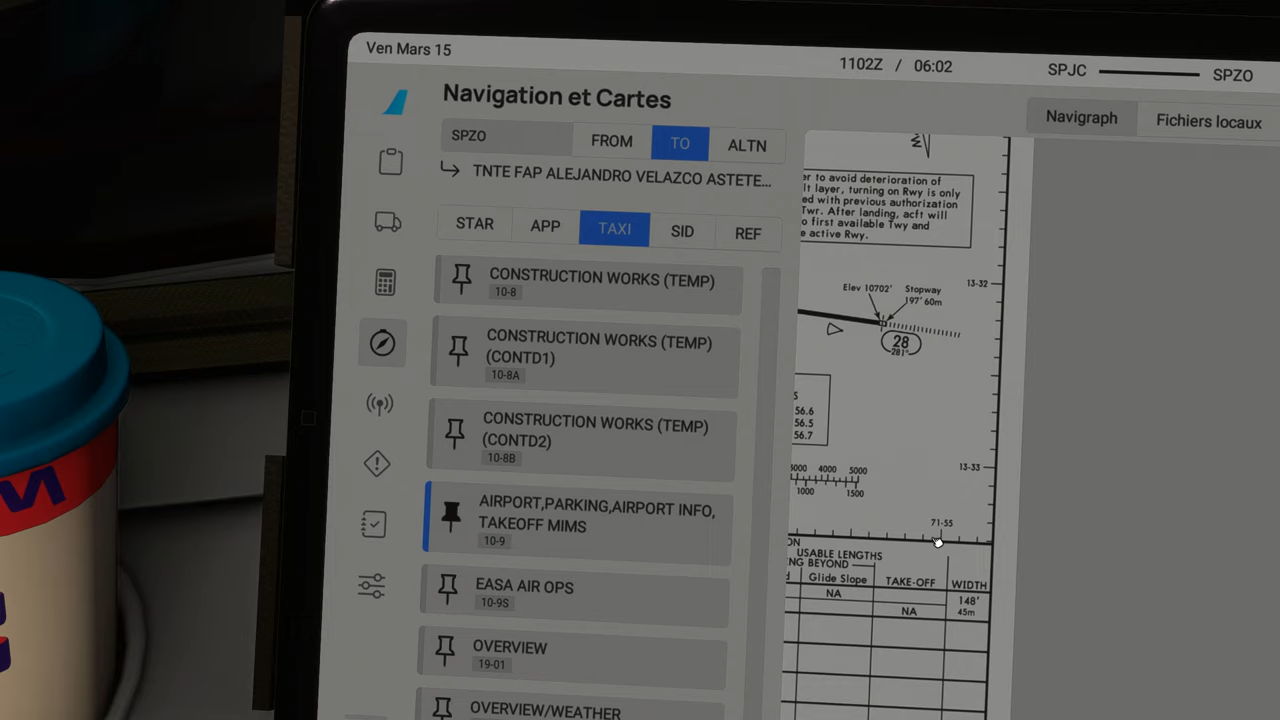 Ven Mars 15
1102Z / 06:02
SPJC
SPZO
Navigation et Cartes
Navigraph
Fichiers locaux
SPZO
FROM
TO
ALTN
TNTE FAP ALEJANDRO VELAZCO ASTETE...
STAR
APP
TAXI
SID
REF
CONSTRUCTION WORKS (TEMP)
10-8
CONSTRUCTION WORKS (TEMP)
(CONTD1)
10-8A
CONSTRUCTION WORKS (TEMP)
(CONTD2)
10-8B
AIRPORT,PARKING,AIRPORT INFO,
TAKEOFF MIMS
10-9
EASA AIR OPS
10-9S
OVERVIEW
19-01
OVERVIEW/WEATHER
er to avoid deterioration of
lt layer, turning on Rwy is only
ed with previous authorization
Twr. After landing, acft will
o first available Twy and
e active Rwy.
13-32
Elev 10702'
Stopway
197' 60m
28
281°
56.6
56.5
56.7
13-33
3000 4000 5000
1000 1500
71-55
ON
USABLE LENGTHS
NG BEYOND
Glide Slope
TAKE-OFF
WIDTH
NA
NA
148'
45m